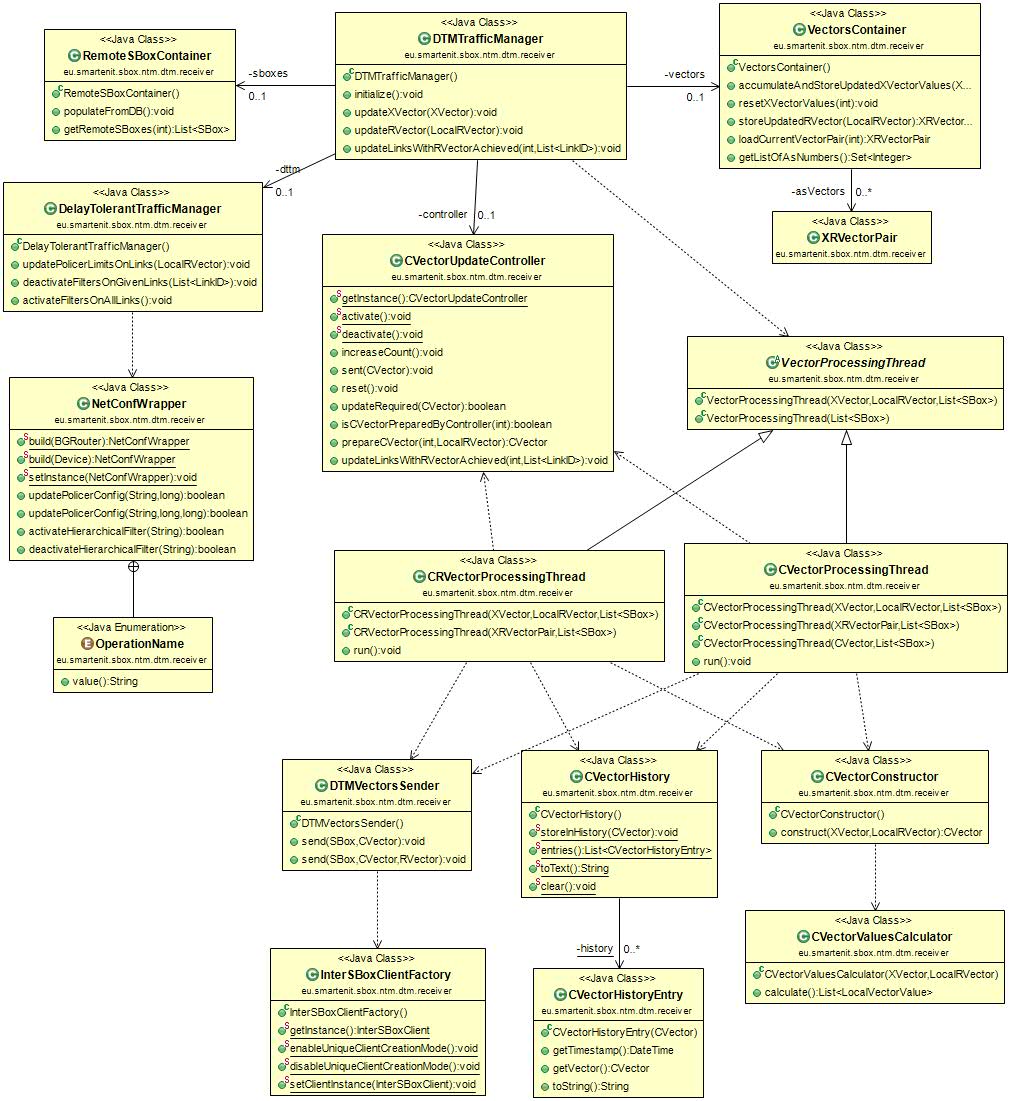 <<Java Class>>
RemoteSBoxContainer
eu.smartenit.sbox.ntm.dtm.receiver
RemoteSBoxContainer()
populateFromDB():void
getRemoteSBoxes(int):List<SBox>
-sboxes
0..1
<<Java Class>>
DTMTrafficManager
eu.smartenit.sbox.ntm.dtm.receiver
DTMTrafficManager()
initialize():void
updateXVector(XVector):void
updateRVector(LocalRVector):void
updateLinksWithRVectorAchieved(int,List<LinkID>):void
-vectors
0..1
<<Java Class>>
VectorsContainer
eu.smartenit.sbox.ntm.dtm.receiver
VectorsContainer()
accumulateAndStoreUpdatedXVectorValues(X...
resetXVectorValues(int):void
storeUpdatedRVector(LocalRVector):XRVector...
loadCurrentVectorPair(int):XRVectorPair
getListOfAsNumbers():Set<Integer>
-dttm
0..1
-asVectors
0..*
<<Java Class>>
XRVectorPair
eu.smartenit.sbox.ntm.dtm.receiver
<<Java Class>>
DelayTolerantTrafficManager
eu.smartenit.sbox.ntm.dtm.receiver
DelayTolerantTrafficManager()
updatePolicerLimitsOnLinks(LocalRVector):void
deactivateFiltersOnGivenLinks(List<LinkID>):void
activateFiltersOnAllLinks():void
-controller
0..1
<<Java Class>>
CVectorUpdateController
eu.smartenit.sbox.ntm.dtm.receiver
getInstance():CVectorUpdateController
activate():void
deactivate():void
increaseCount():void
sent(CVector):void
reset():void
updateRequired(CVector):boolean
isCVectorPreparedByController(int):boolean
prepareCVector(int,LocalRVector):CVector
updateLinksWithRVectorAchieved(int,List<LinkID>):void
<<Java Class>>
VectorProcessingThread
eu.smartenit.sbox.ntm.dtm.receiver
VectorProcessingThread(XVector,LocalRVector,List<SBox>)
VectorProcessingThread(List<SBox>)
<<Java Class>>
NetConfWrapper
eu.smartenit.sbox.ntm.dtm.receiver
build(BGRouter):NetConfWrapper
build(Device):NetConfWrapper
setInstance(NetConfWrapper):void
updatePolicerConfig(String,long):boolean
updatePolicerConfig(String,long,long):boolean
activateHierarchicalFilter(String):boolean
deactivateHierarchicalFilter(String):boolean
<<Java Enumeration>>
OperationName
eu.smartenit.sbox.ntm.dtm.receiver
value():String
<<Java Class>>
CRVectorProcessingThread
eu.smartenit.sbox.ntm.dtm.receiver
CRVectorProcessingThread(XVector,LocalRVector,List<SBox>)
CRVectorProcessingThread(XRVectorPair,List<SBox>)
run():void
<<Java Class>>
CVectorProcessingThread
eu.smartenit.sbox.ntm.dtm.receiver
CVectorProcessingThread(XVector,LocalRVector,List<SBox>)
CVectorProcessingThread(XRVectorPair,List<SBox>)
CVectorProcessingThread(CVector,List<SBox>)
run():void
<<Java Class>>
DTMVectorsSender
eu.smartenit.sbox.ntm.dtm.receiver
DTMVectorsSender()
send(SBox,CVector):void
send(SBox,CVector,RVector):void
<<Java Class>>
CVectorHistory
eu.smartenit.sbox.ntm.dtm.receiver
CVectorHistory()
storeInHistory(CVector):void
entries():List<CVectorHistoryEntry>
toText():String
clear():void
<<Java Class>>
CVectorConstructor
eu.smartenit.sbox.ntm.dtm.receiver
CVectorConstructor()
construct(XVector,LocalRVector):CVector
<<Java Class>>
InterSBoxClientFactory
eu.smartenit.sbox.ntm.dtm.receiver
InterSBoxClientFactory()
getInstance():InterSBoxClient
enableUniqueClientCreationMode():void
disableUniqueClientCreationMode():void
setClientInstance(InterSBoxClient):void
-history
0..*
<<Java Class>>
CVectorHistoryEntry
eu.smartenit.sbox.ntm.dtm.receiver
CVectorHistoryEntry(CVector)
getTimestamp():DateTime
getVector():CVector
toString():String
<<Java Class>>
CVectorValuesCalculator
eu.smartenit.sbox.ntm.dtm.receiver
CVectorValuesCalculator(XVector,LocalRVector)
calculate():List<LocalVectorValue>